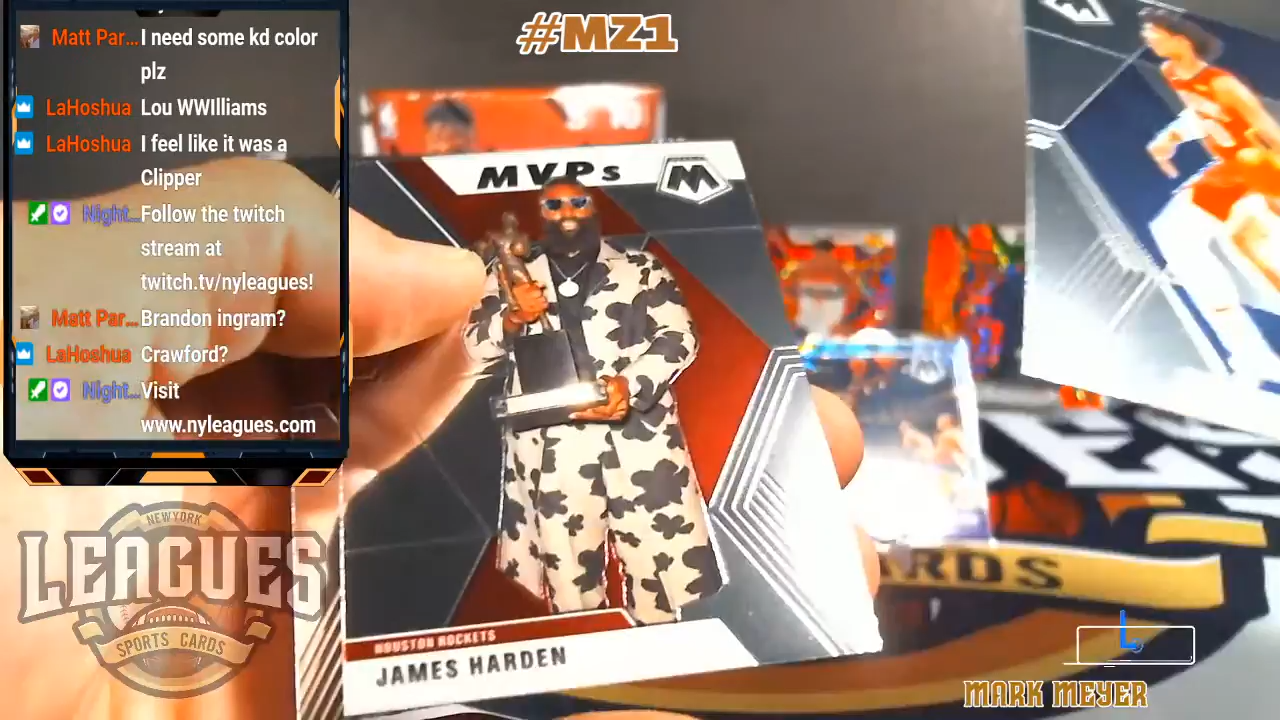 #MZ1
Matt Par... I need some kd color
plz
LaHoshua Lou WWIlliams
LaHoshua I feel like it was a
Clipper
Night... Follow the twitch
stream at
twitch.tv/nyleagues!
Matt Par... Brandon ingram?
LaHoshua Crawford?
Night... Visit
www.nyleagues.com
MVPs
M
HOUSTON ROCKETS
JAMES HARDEN
NEWYORK
LEAGUES
SPORTS CARDS
ARDS
L
MARK MEYER